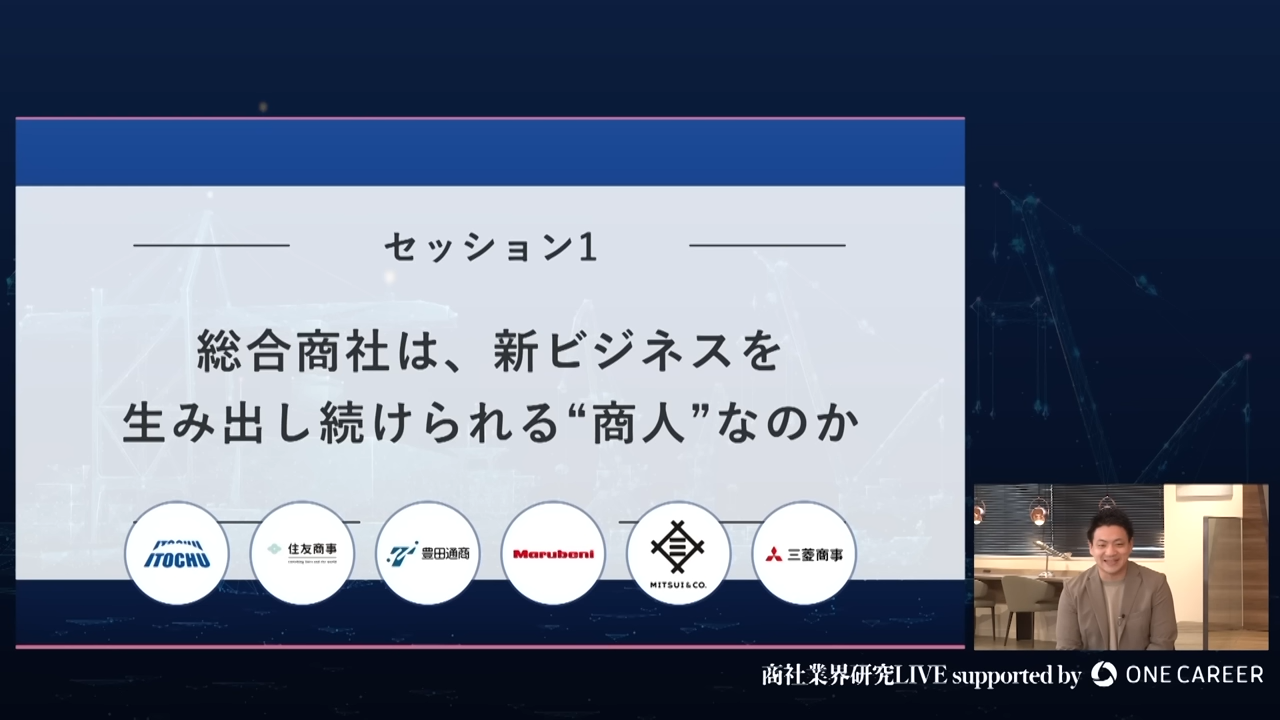 セッション1
総合商社は、新ビジネスを
生み出し続けられる“商人”なのか
ITOCHU
住友商事
豊田通商
Marubeni
MITSUI & CO.
三菱商事
商社業界研究LIVE supported by ONE CAREER